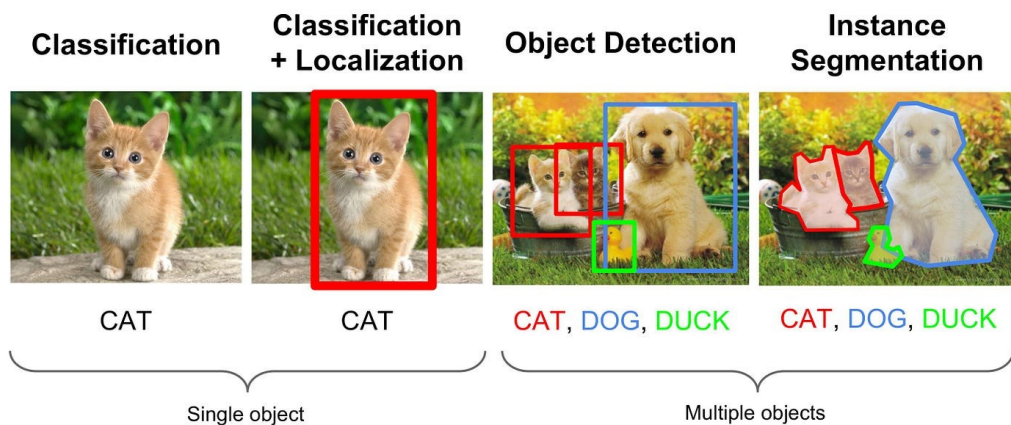 Classification
Classification
+ Localization
Object Detection
Instance
Segmentation
CAT
CAT
CAT, DOG, DUCK
CAT, DOG, DUCK
Single object
Multiple objects